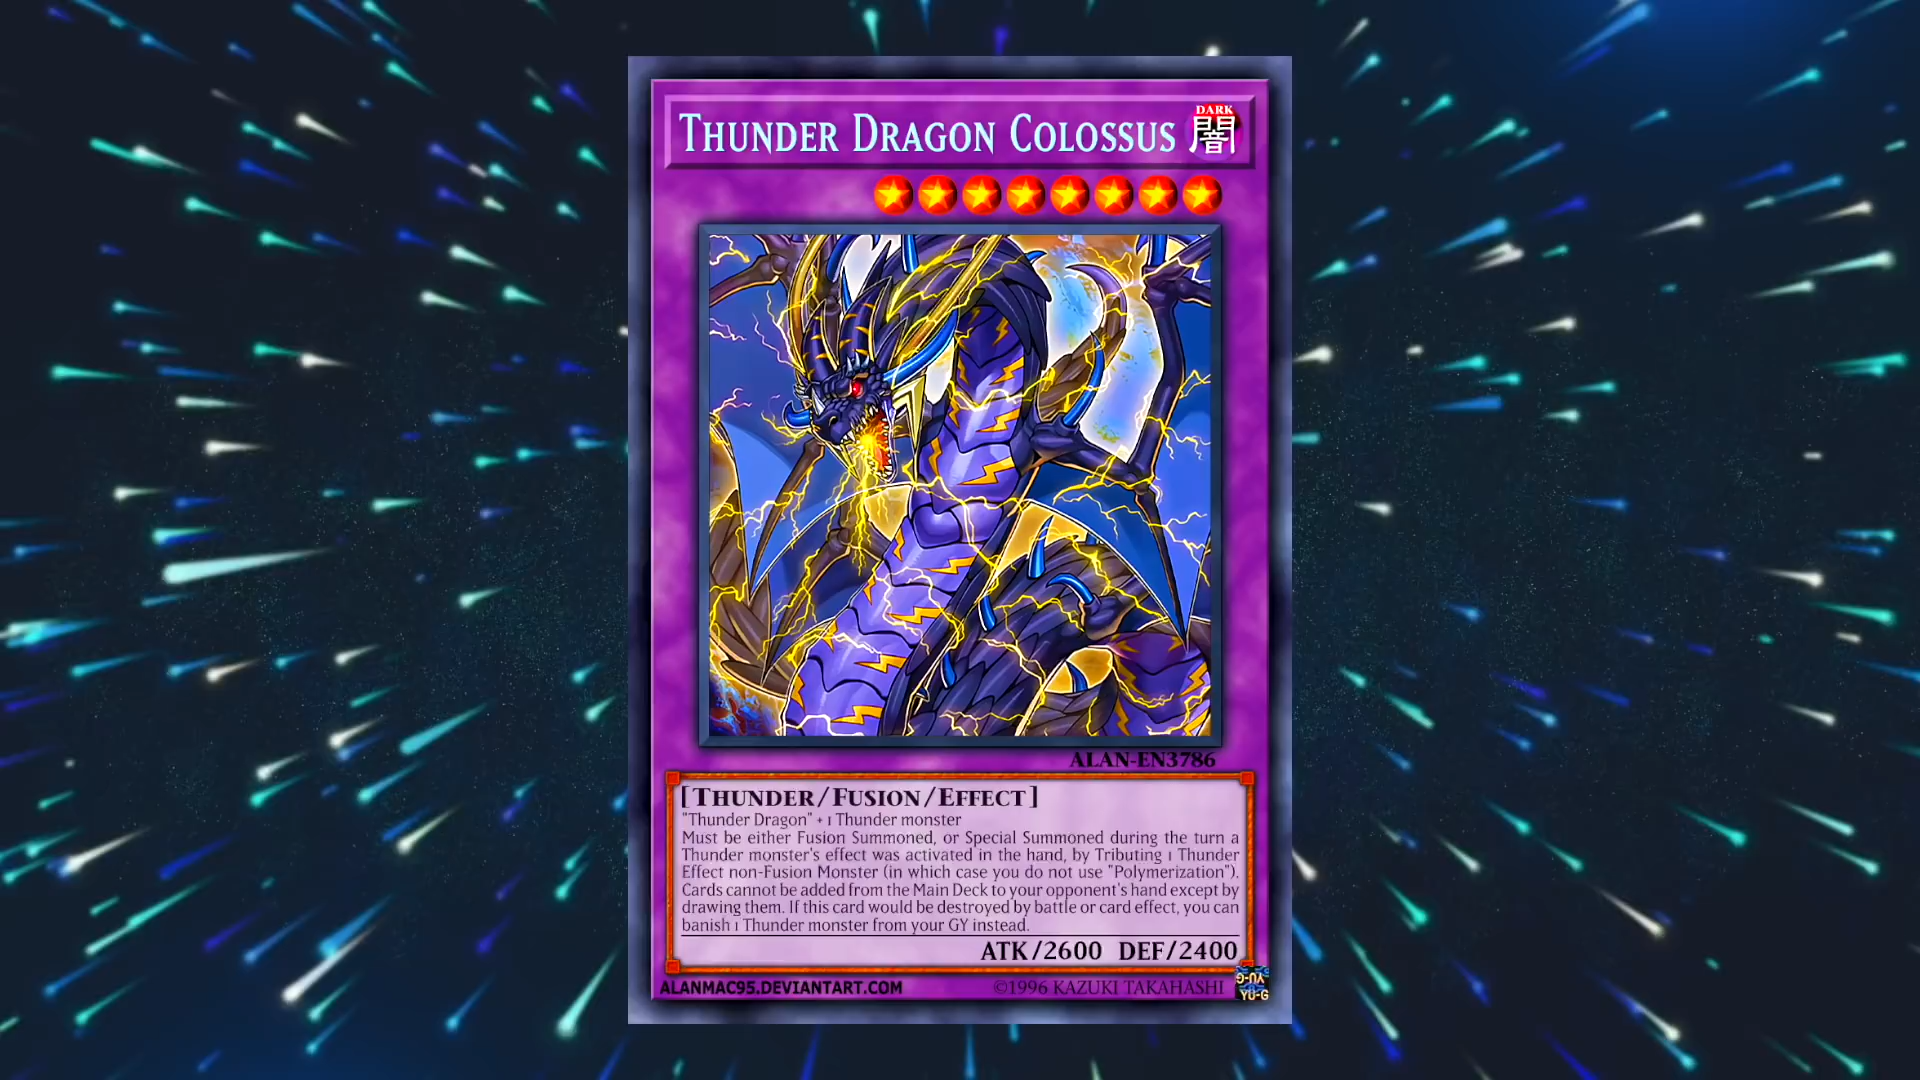 THUNDER DRAGON COLOSSUS
DARK
闇
ALAN-EN3786
[THUNDER/FUSION/EFFECT]
"Thunder Dragon" + 1 Thunder monster
Must be either Fusion Summoned, or Special Summoned during the turn a
Thunder monster's effect was activated in the hand, by Tributing 1 Thunder
Effect non-Fusion Monster (in which case you do not use "Polymerization").
Cards cannot be added from the Main Deck to your opponent's hand except by
drawing them. If this card would be destroyed by battle or card effect, you can
banish 1 Thunder monster from your GY instead.
ATK/2600 DEF/2400
ALANMAC95.DEVIANTART.COM
©1996 KAZUKI TAKAHASHI
YU-G
YU-G